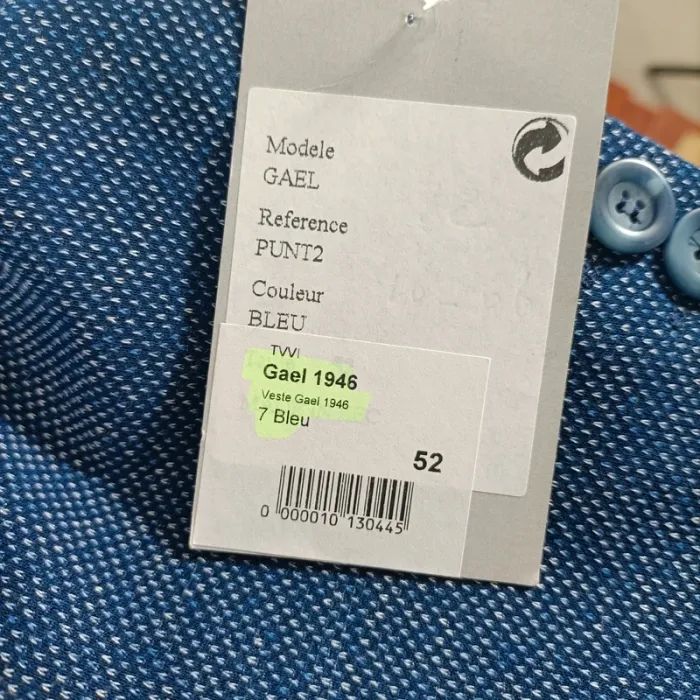 Modele
GAEL
Reference
PUNT2
Couleur
BLEU
Gael 1946
Veste Gael 1946
7 Bleu
52
0 000010 130445